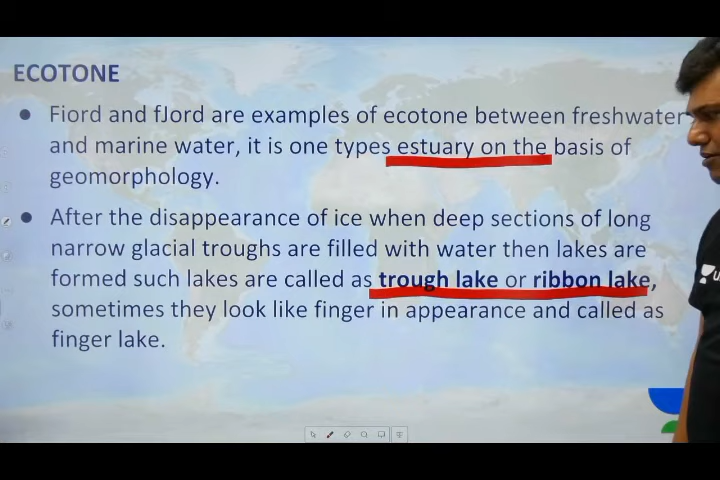 ECOTONE
Fiord and fJord are examples of ecotone between freshwater
and marine water, it is one types estuary on the basis of
geomorphology.
After the disappearance of ice when deep sections of long
narrow glacial troughs are filled with water then lakes are
formed such lakes are called as trough lake or ribbon lake,
sometimes they look like finger in appearance and called as
finger lake.